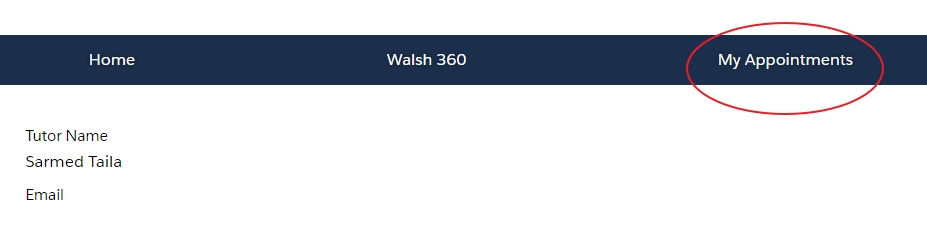 Home Walsh 360 My Appointments
Tutor Name
Sarmed Taila
Email